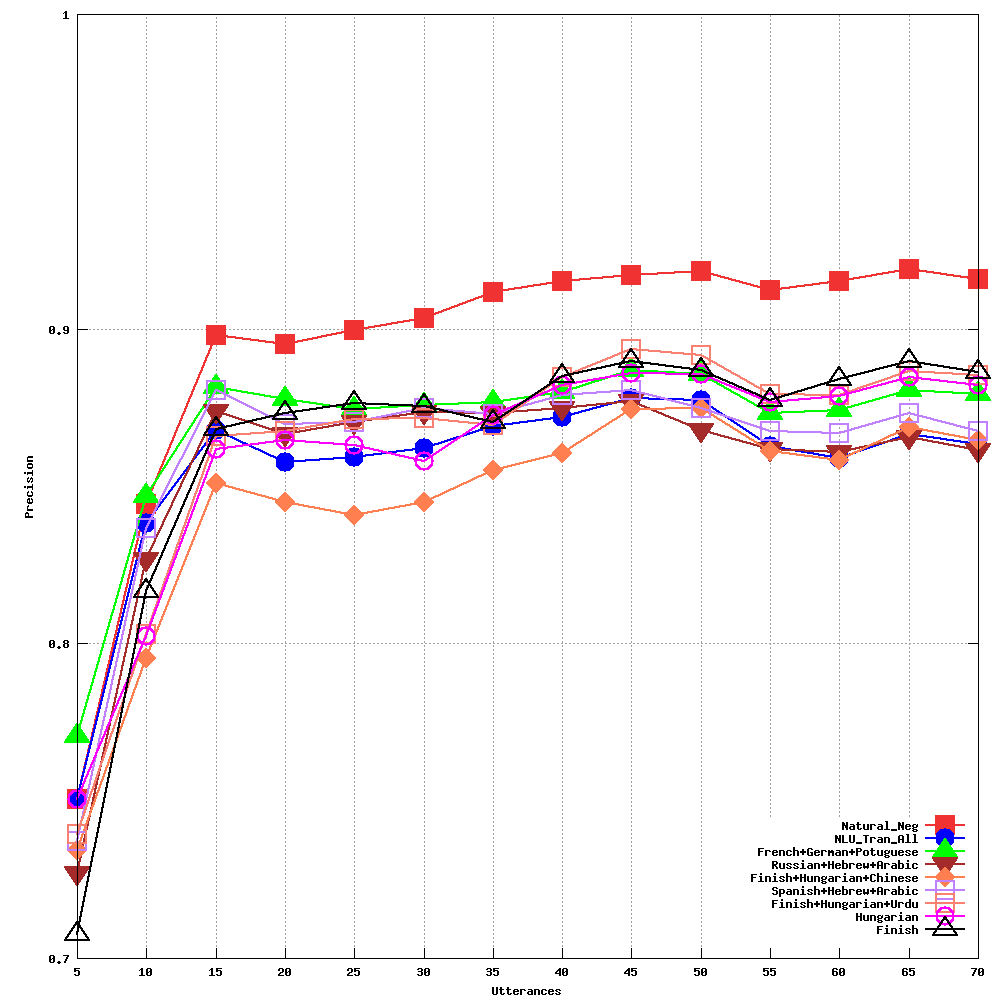 1
0.9
0.8
0.7
Precision
Natural_Neg
NLU_Tran_All
French+German+Potuguese
Russian+Hebrew+Arabic
Finish+Hungarian+Chinese
Spanish+Hebrew+Arabic
Finish+Hungarian+Urdu
Hungarian
Finish
5 10 15 20 25 30 35 40 45 50 55 60 65 70
Utterances